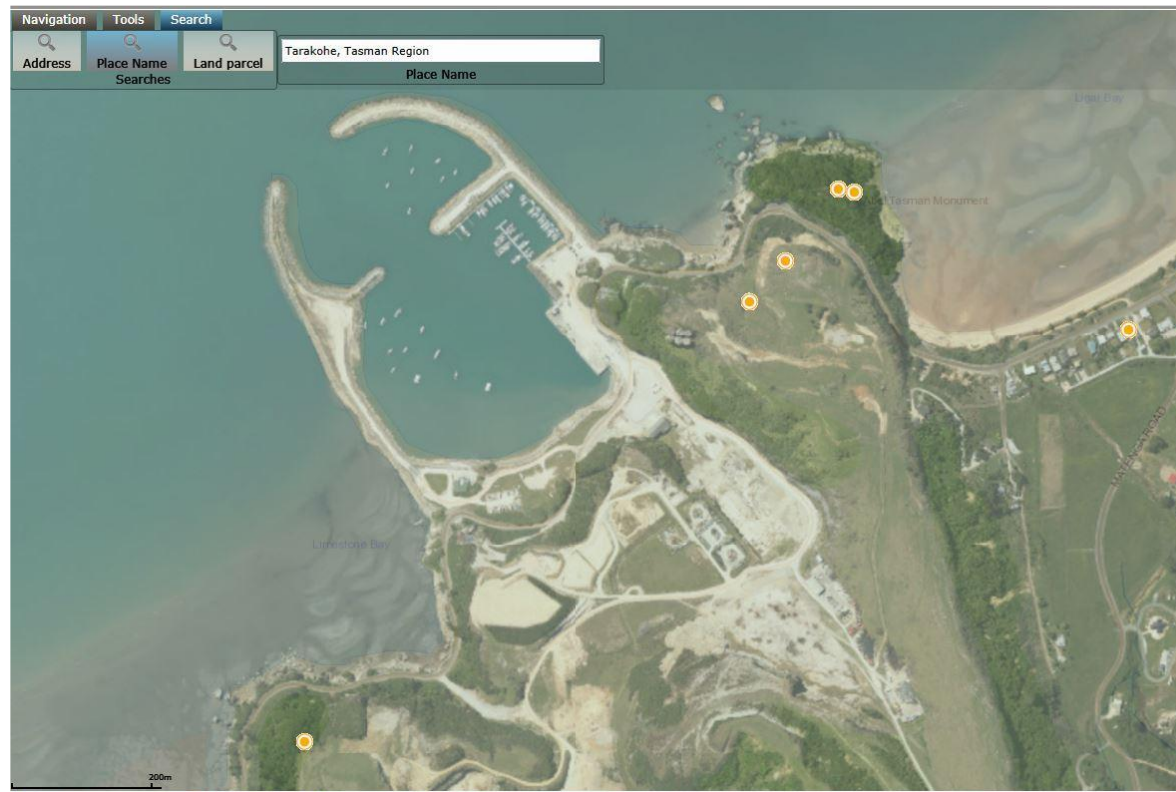 Navigation Tools Search
Address Place Name Land parcel
Searches
Tarakohe, Tasman Region
Place Name
Ligar Bay
Tasman Monument
Limestone Bay
200m